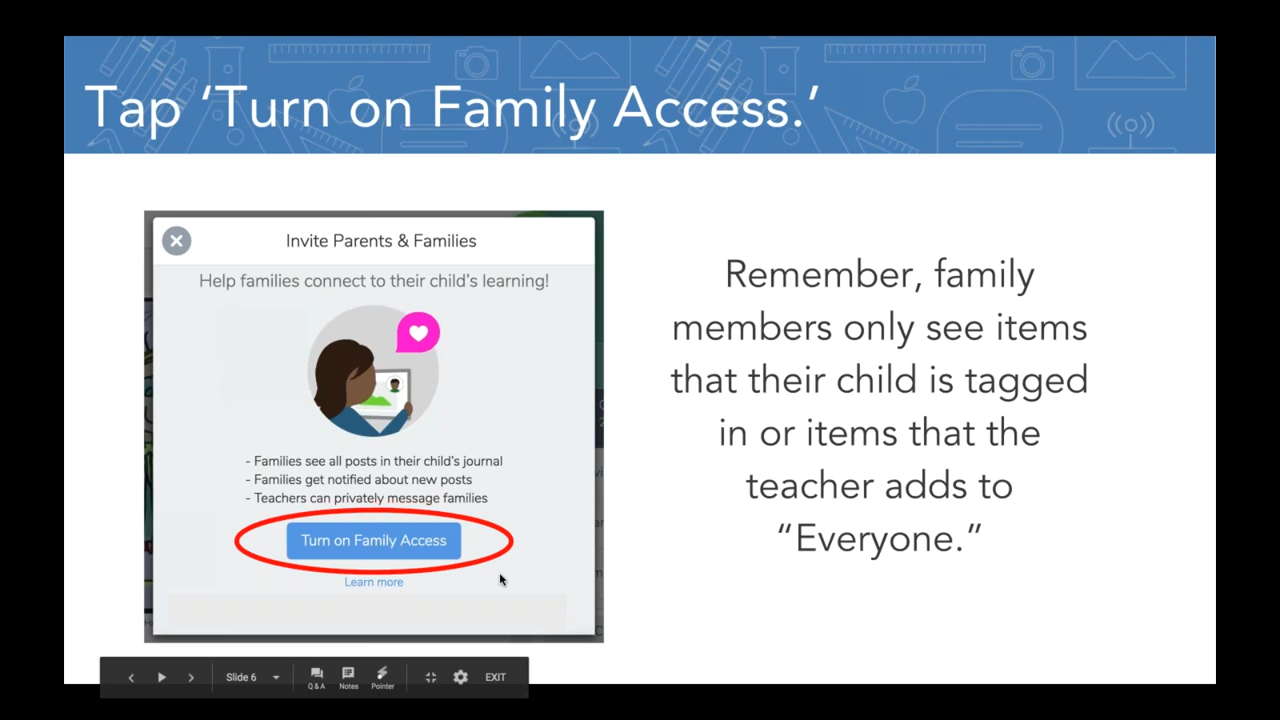 Tap ‘Turn on Family Access.’
Invite Parents & Families
Help families connect to their child's learning!
- Families see all posts in their child's journal
- Families get notified about new posts
- Teachers can privately message families
Turn on Family Access
Learn more
Remember, family
members only see items
that their child is tagged
in or items that the
teacher adds to
“Everyone.”
Slide 6
Q & A
Notes
Pointer
EXIT